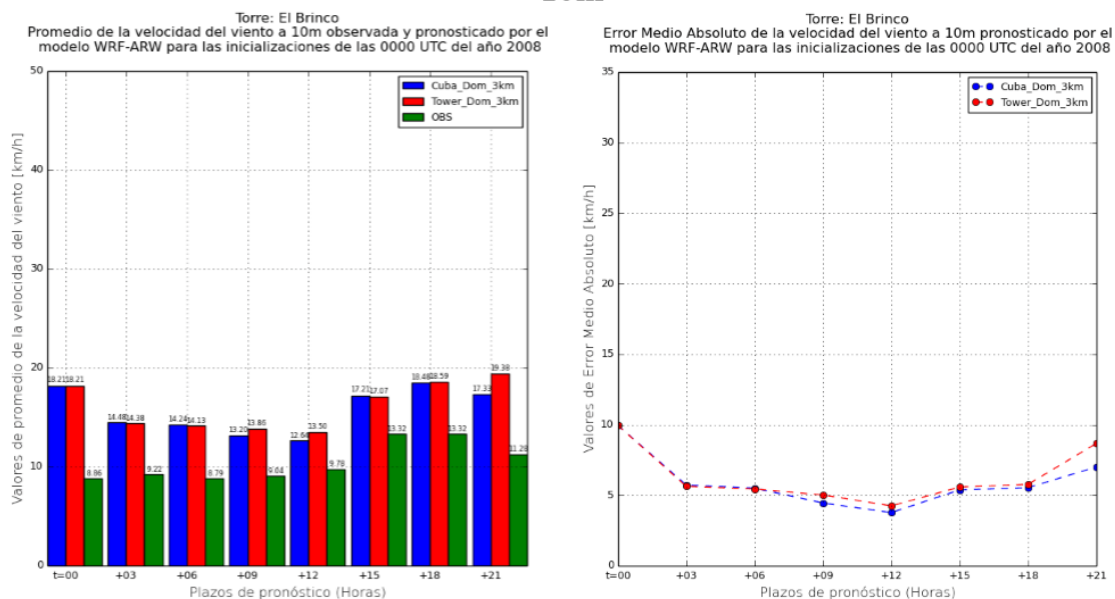 Torre: El Brinco
Promedio de la velocidad del viento a 10m observada y pronosticado por el
modelo WRF-ARW para las inicializaciones de las 0000 UTC del año 2008
Valores de promedio de la velocidad del viento [km/h]
50
40
30
20
10
0
Cuba_Dom_3km
Tower_Dom_3km
OBS
18.21 18.21 8.86
14.48 14.38 9.22
14.24 14.13 8.79
13.20 13.86
12.64 13.50 9.78
17.21 17.07 13.32
18.48 18.59 13.32
17.33 19.38 11.28
t=00 +03 +06 +09 +12 +15 +18 +21
Plazos de pronóstico (Horas)
Torre: El Brinco
Error Medio Absoluto de la velocidad del viento a 10m pronosticado por el
modelo WRF-ARW para las inicializaciones de las 0000 UTC del año 2008
Valores de Error Medio Absoluto [km/h]
35
30
25
20
15
10
5
0
Cuba_Dom_3km
Tower_Dom_3km
t=00 +03 +06 +09 +12 +15 +18 +21
Plazos de pronóstico (Horas)